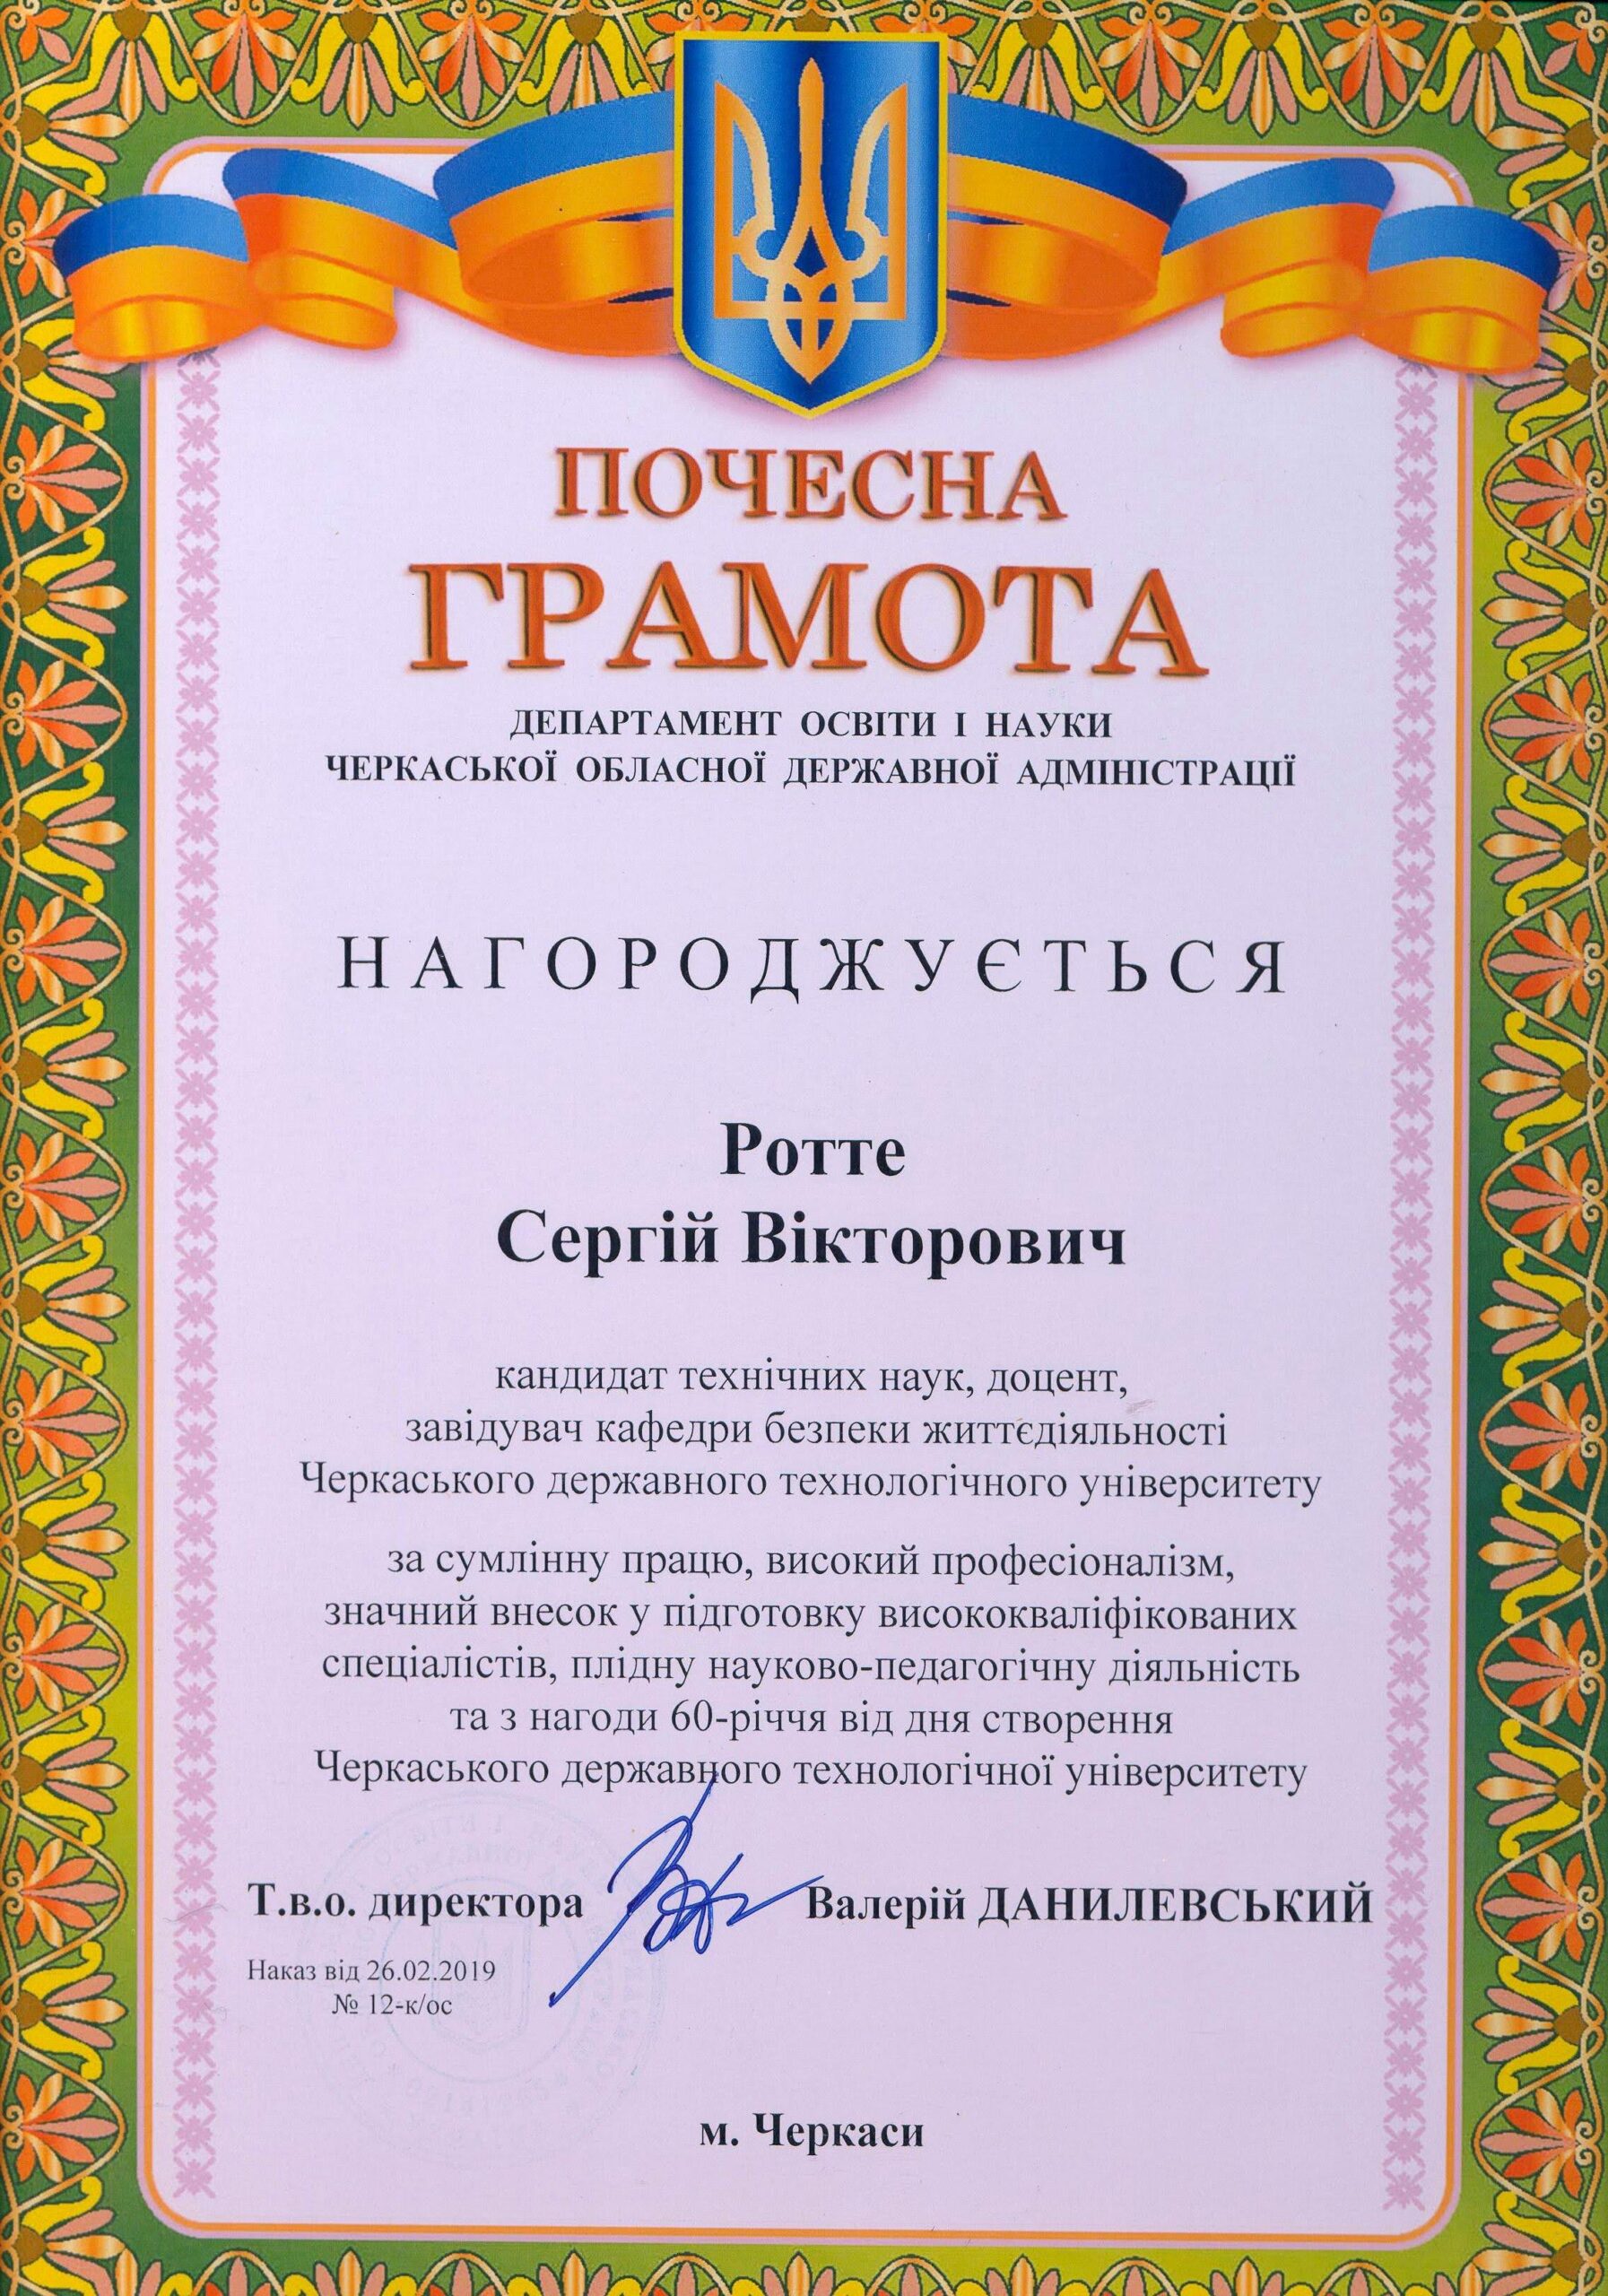 ПОЧЕСНА
ГРАМОТА
ДЕПАРТАМЕНТ ОСВІТИ І НАУКИ
ЧЕРКАСЬКОЇ ОБЛАСНОЇ ДЕРЖАВНОЇ АДМІНІСТРАЦІЇ
НАГОРОДЖУЄТЬСЯ
Ротте
Сергій Вікторович
кандидат технічних наук, доцент,
завідувач кафедри безпеки життєдіяльності
Черкаського державного технологічного університету
за сумлінну працю, високий професіоналізм,
значний внесок у підготовку висококваліфікованих
спеціалістів, плідну науково-педагогічну діяльність
та з нагоди 60-річчя від дня створення
Черкаського державного технологічної університету
Т.в.о. директора Валерій ДАНИЛЕВСЬКИЙ
Наказ від 26.02.2019
№ 12-к/ос
м. Черкаси